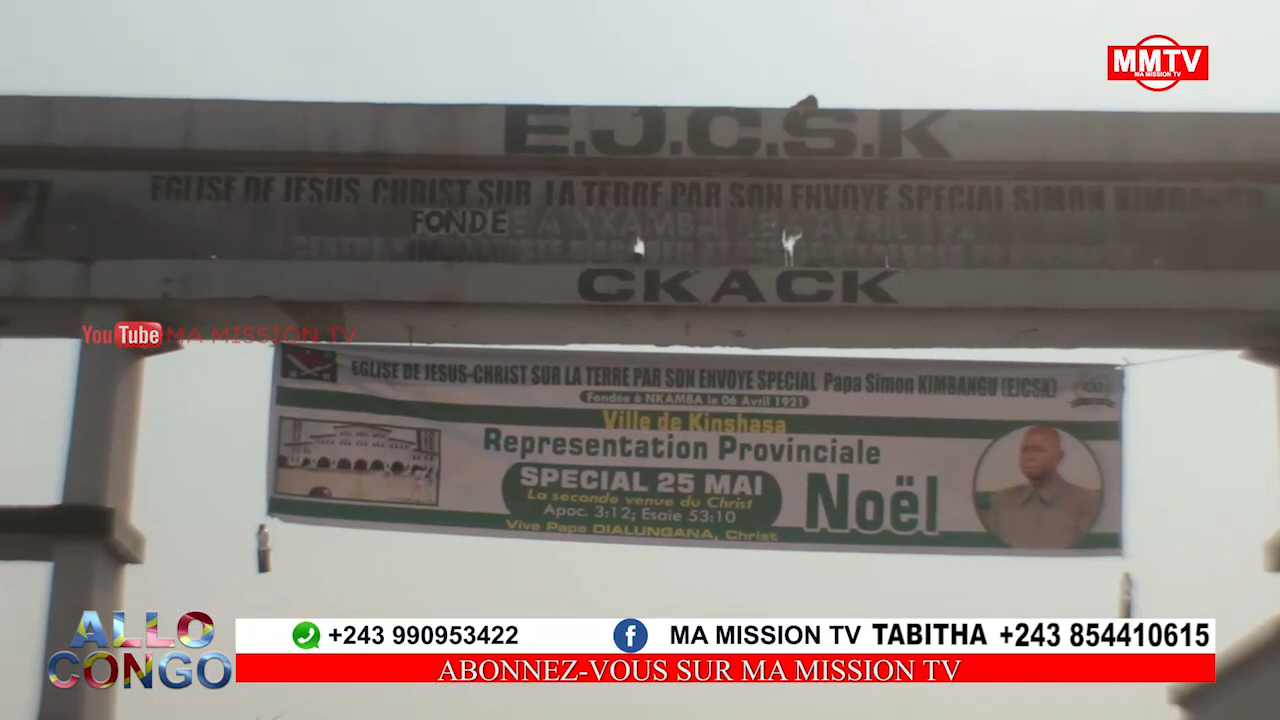 MMTV
MA MISSION TV
E.J.C.S.K
EGLISE DE JESUS-CHRIST SUR LA TERRE PAR SON ENVOYE SPECIAL SIMON
FONDEE A NKAMBA
CKACK
YouTube MA MISSION TV
EGLISE DE JESUS-CHRIST SUR LA TERRE PAR SON ENVOYE SPECIAL Papa Simon KIMBANGU (EJCSK)
Fondée à NKAMBA le 06 Avril 1921
Ville de Kinshasa
Representation Provinciale
SPECIAL 25 MAI
La seconde venue du Christ
Apoc. 3:12; Esaie 53:10
Noël
Vive Papa DIALUNGANA, Christ
ALLO CONGO
+243 990953422 MA MISSION TV TABITHA +243 854410615
ABONNEZ-VOUS SUR MA MISSION TV